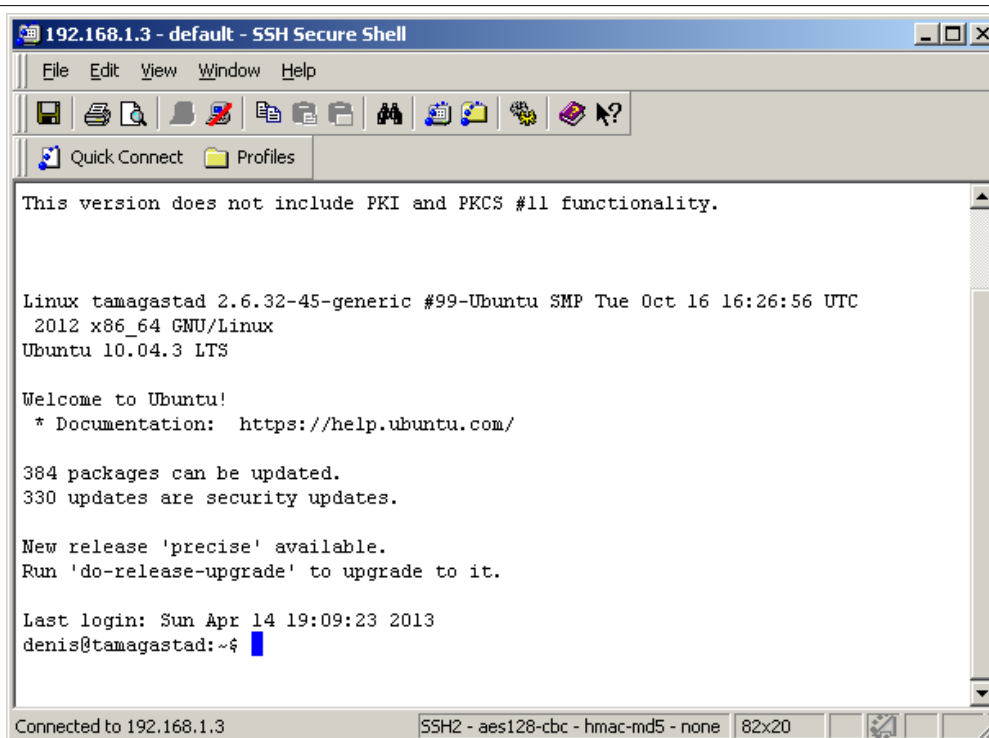 192.168.1.3 - default - SSH Secure Shell
File Edit View Window Help
Quick Connect Profiles
This version does not include PKI and PKCS #11 functionality.
Linux tamagastad 2.6.32-45-generic #99-Ubuntu SMP Tue Oct 16 16:26:56 UTC
2012 x86_64 GNU/Linux
Ubuntu 10.04.3 LTS
Welcome to Ubuntu!
* Documentation: https://help.ubuntu.com/
384 packages can be updated.
330 updates are security updates.
New release 'precise' available.
Run 'do-release-upgrade' to upgrade to it.
Last login: Sun Apr 14 19:09:23 2013
denis@tamagastad:~$
Connected to 192.168.1.3 SSH2 - aes128-cbc - hmac-md5 - none 82x20